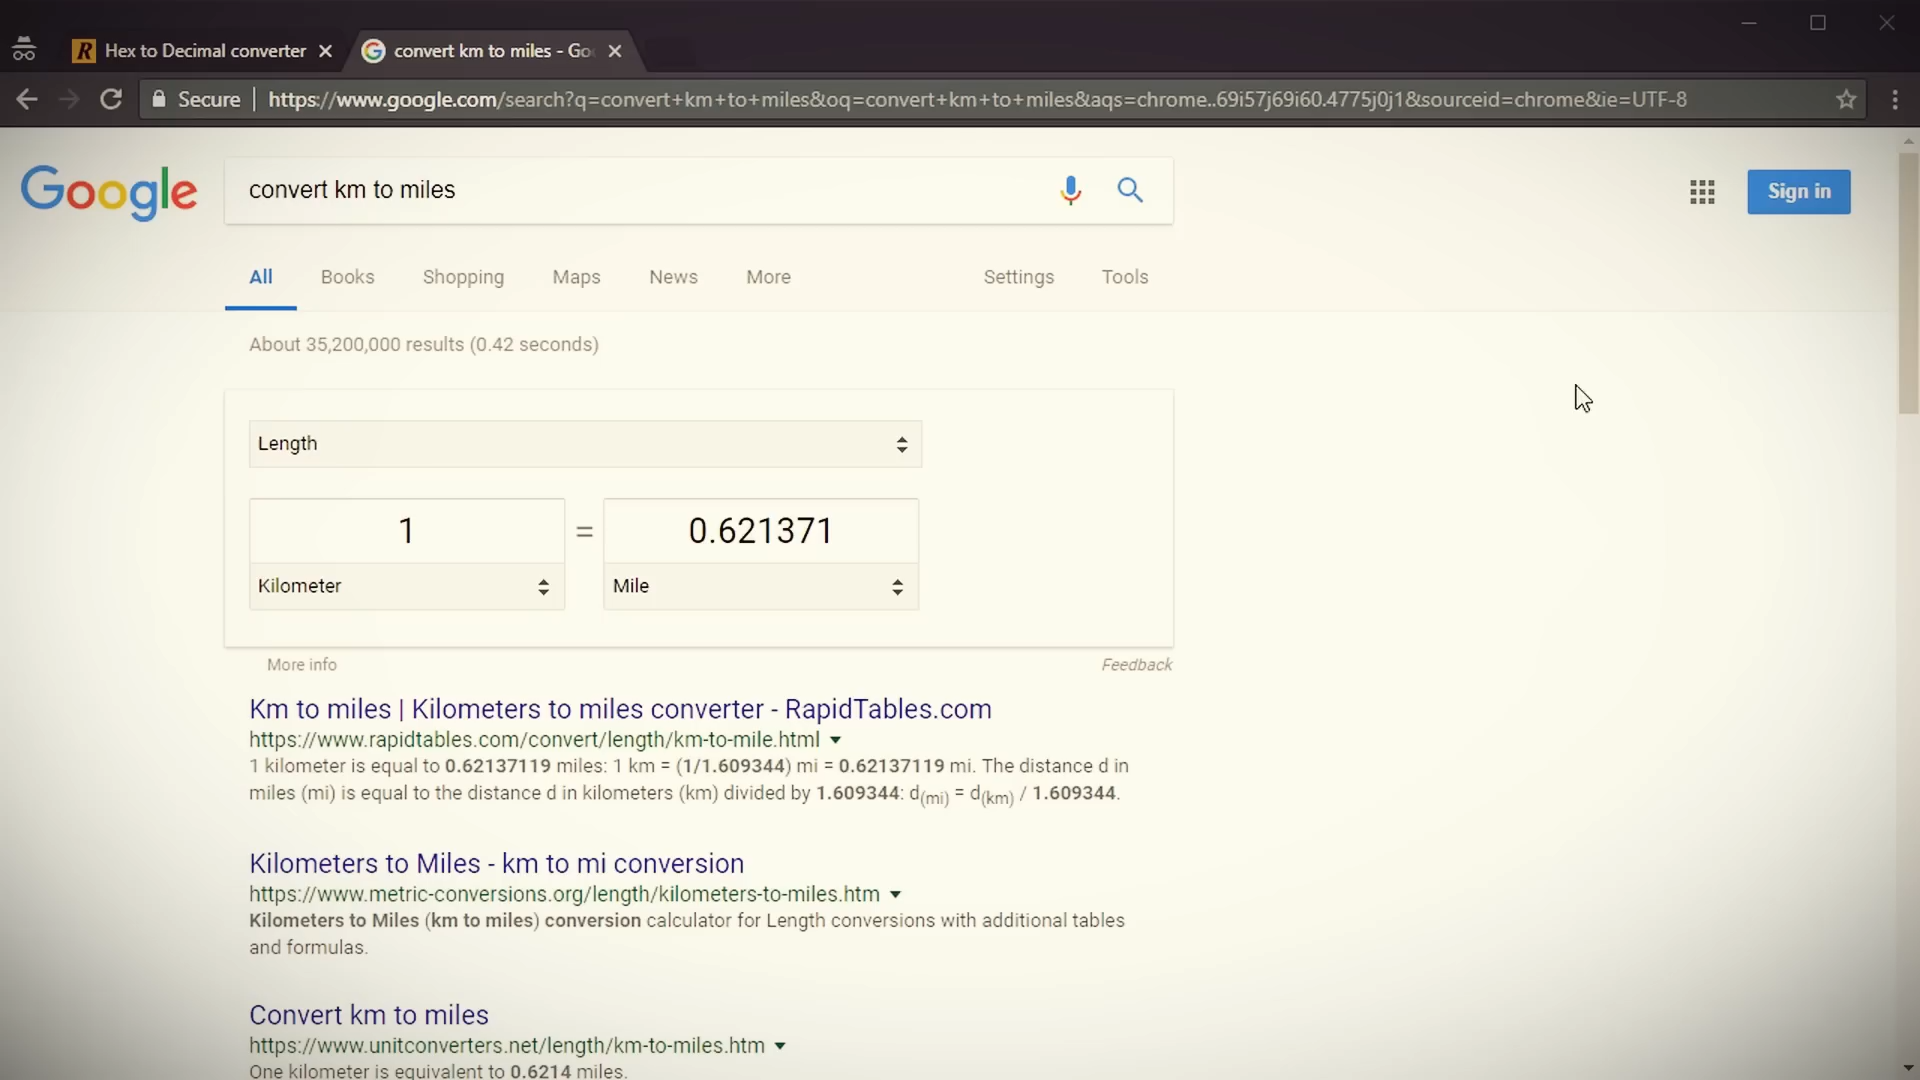 Hex to Decimal converter
convert km to miles - Go
Secure
https://www.google.com/search?q=convert+km+to+miles&oq=convert+km+to+miles&aqs=chrome..69i57j69i60.4775j0j1&sourceid=chrome&ie=UTF-8
Google
convert km to miles
Sign in
All Books Shopping Maps News More Settings Tools
About 35,200,000 results (0.42 seconds)
Length
1 = 0.621371
Kilometer Mile
More info Feedback
Km to miles | Kilometers to miles converter - RapidTables.com
https://www.rapidtables.com/convert/length/km-to-mile.html
1 kilometer is equal to 0.62137119 miles: 1 km = (1/1.609344) mi = 0.62137119 mi. The distance d in
miles (mi) is equal to the distance d in kilometers (km) divided by 1.609344: d(mi) = d(km) / 1.609344.
Kilometers to Miles - km to mi conversion
https://www.metric-conversions.org/length/kilometers-to-miles.htm
Kilometers to Miles (km to miles) conversion calculator for Length conversions with additional tables
and formulas.
Convert km to miles
https://www.unitconverters.net/length/km-to-miles.htm
One kilometer is equivalent to 0.6214 miles.